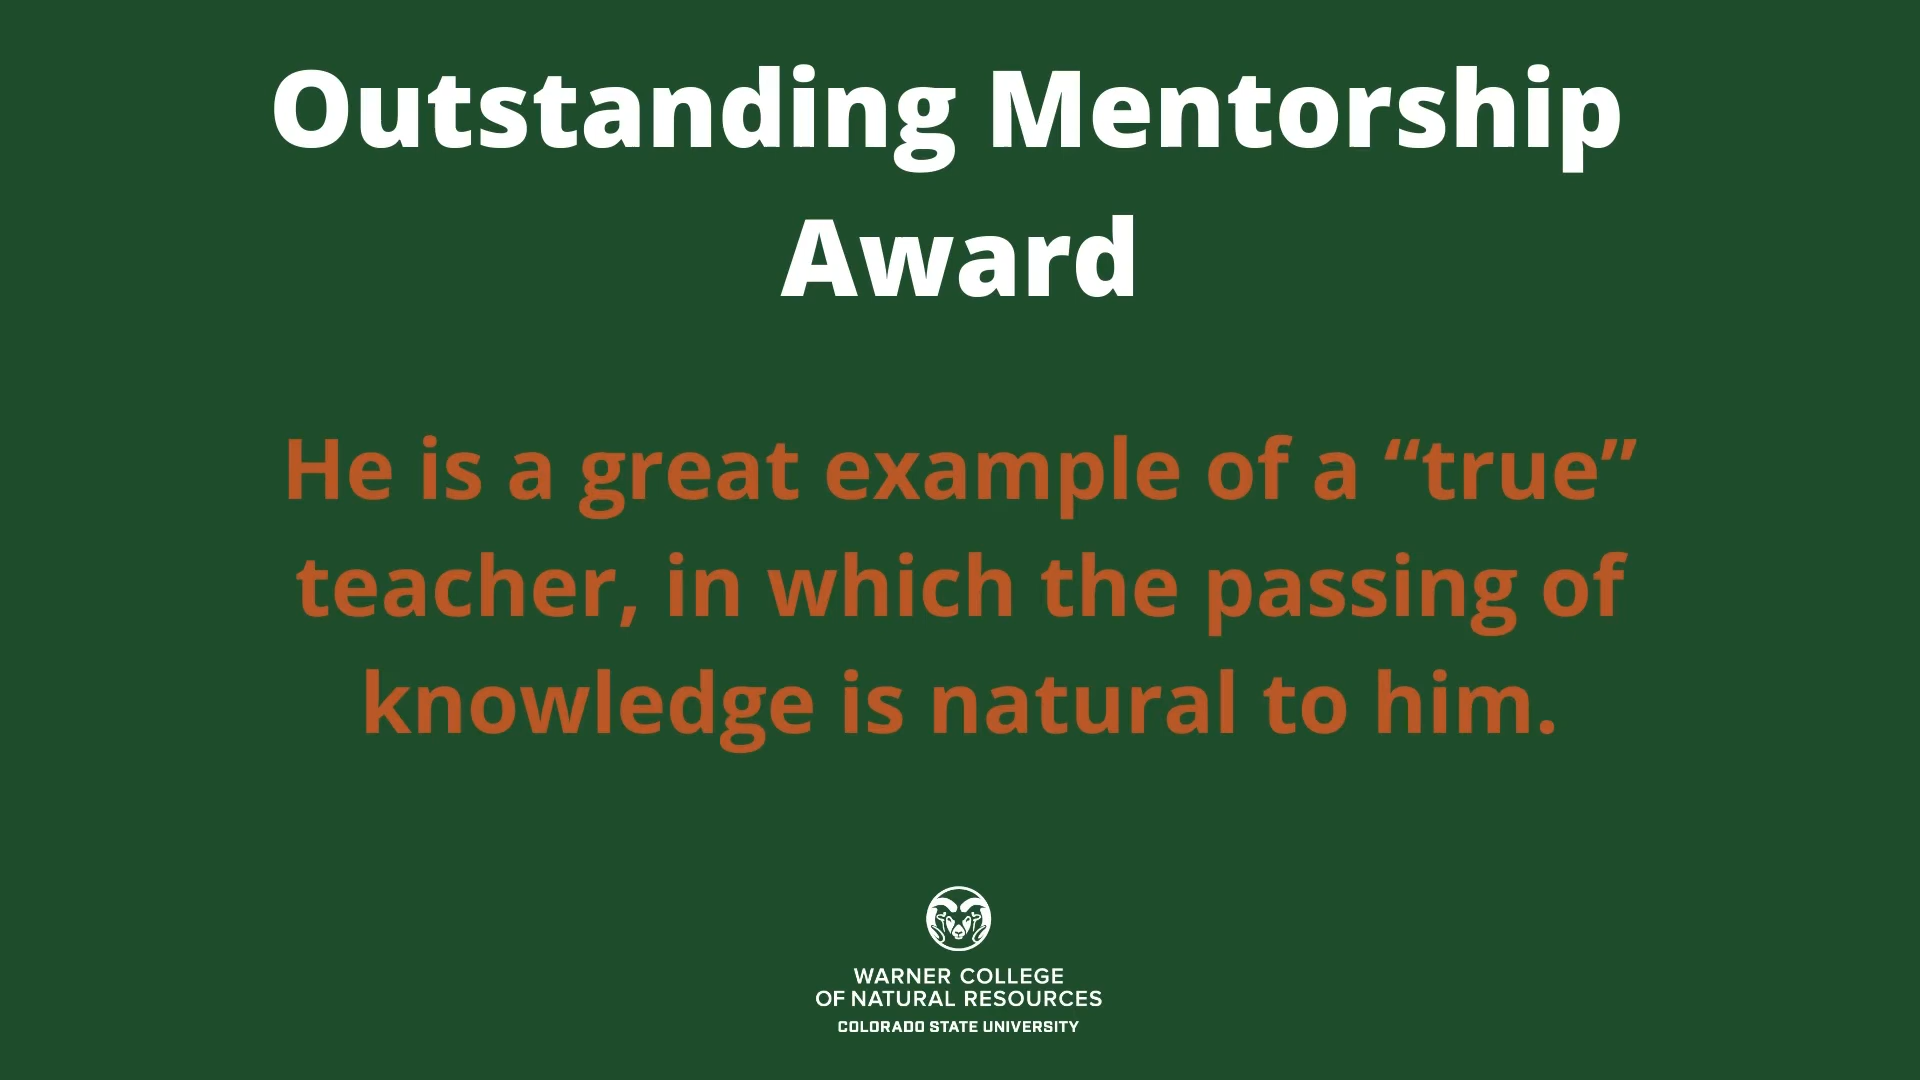 Outstanding Mentorship
Award
He is a great example of a “true”
teacher, in which the passing of
knowledge is natural to him.
WARNER COLLEGE
OF NATURAL RESOURCES
COLORADO STATE UNIVERSITY